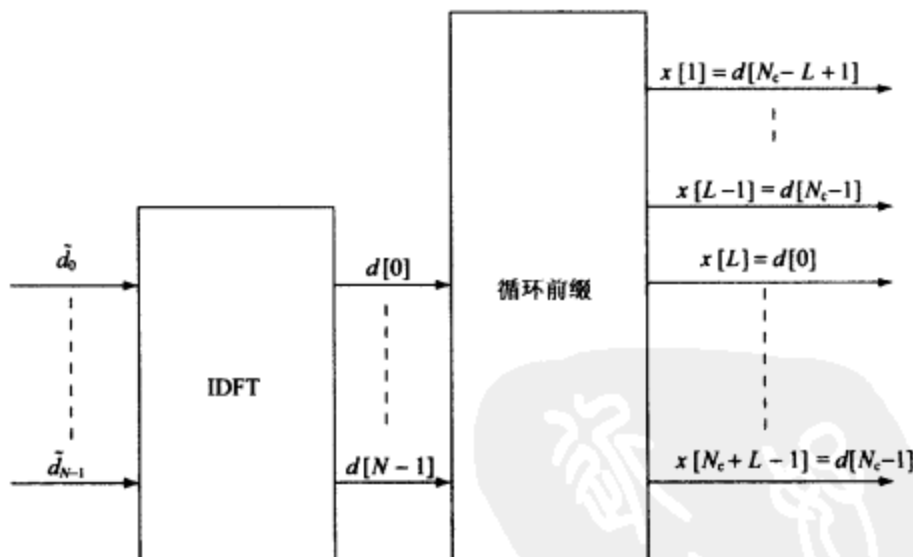 x[1]=d[N_c−L+1]
x[L−1]=d[N_c−1]
d̃_0
d[0]
x[L]=d[0]
循环前缀
IDFT
d̃_{N−1}
d[N−1]
x[N_c+L−1]=d[N_c−1]